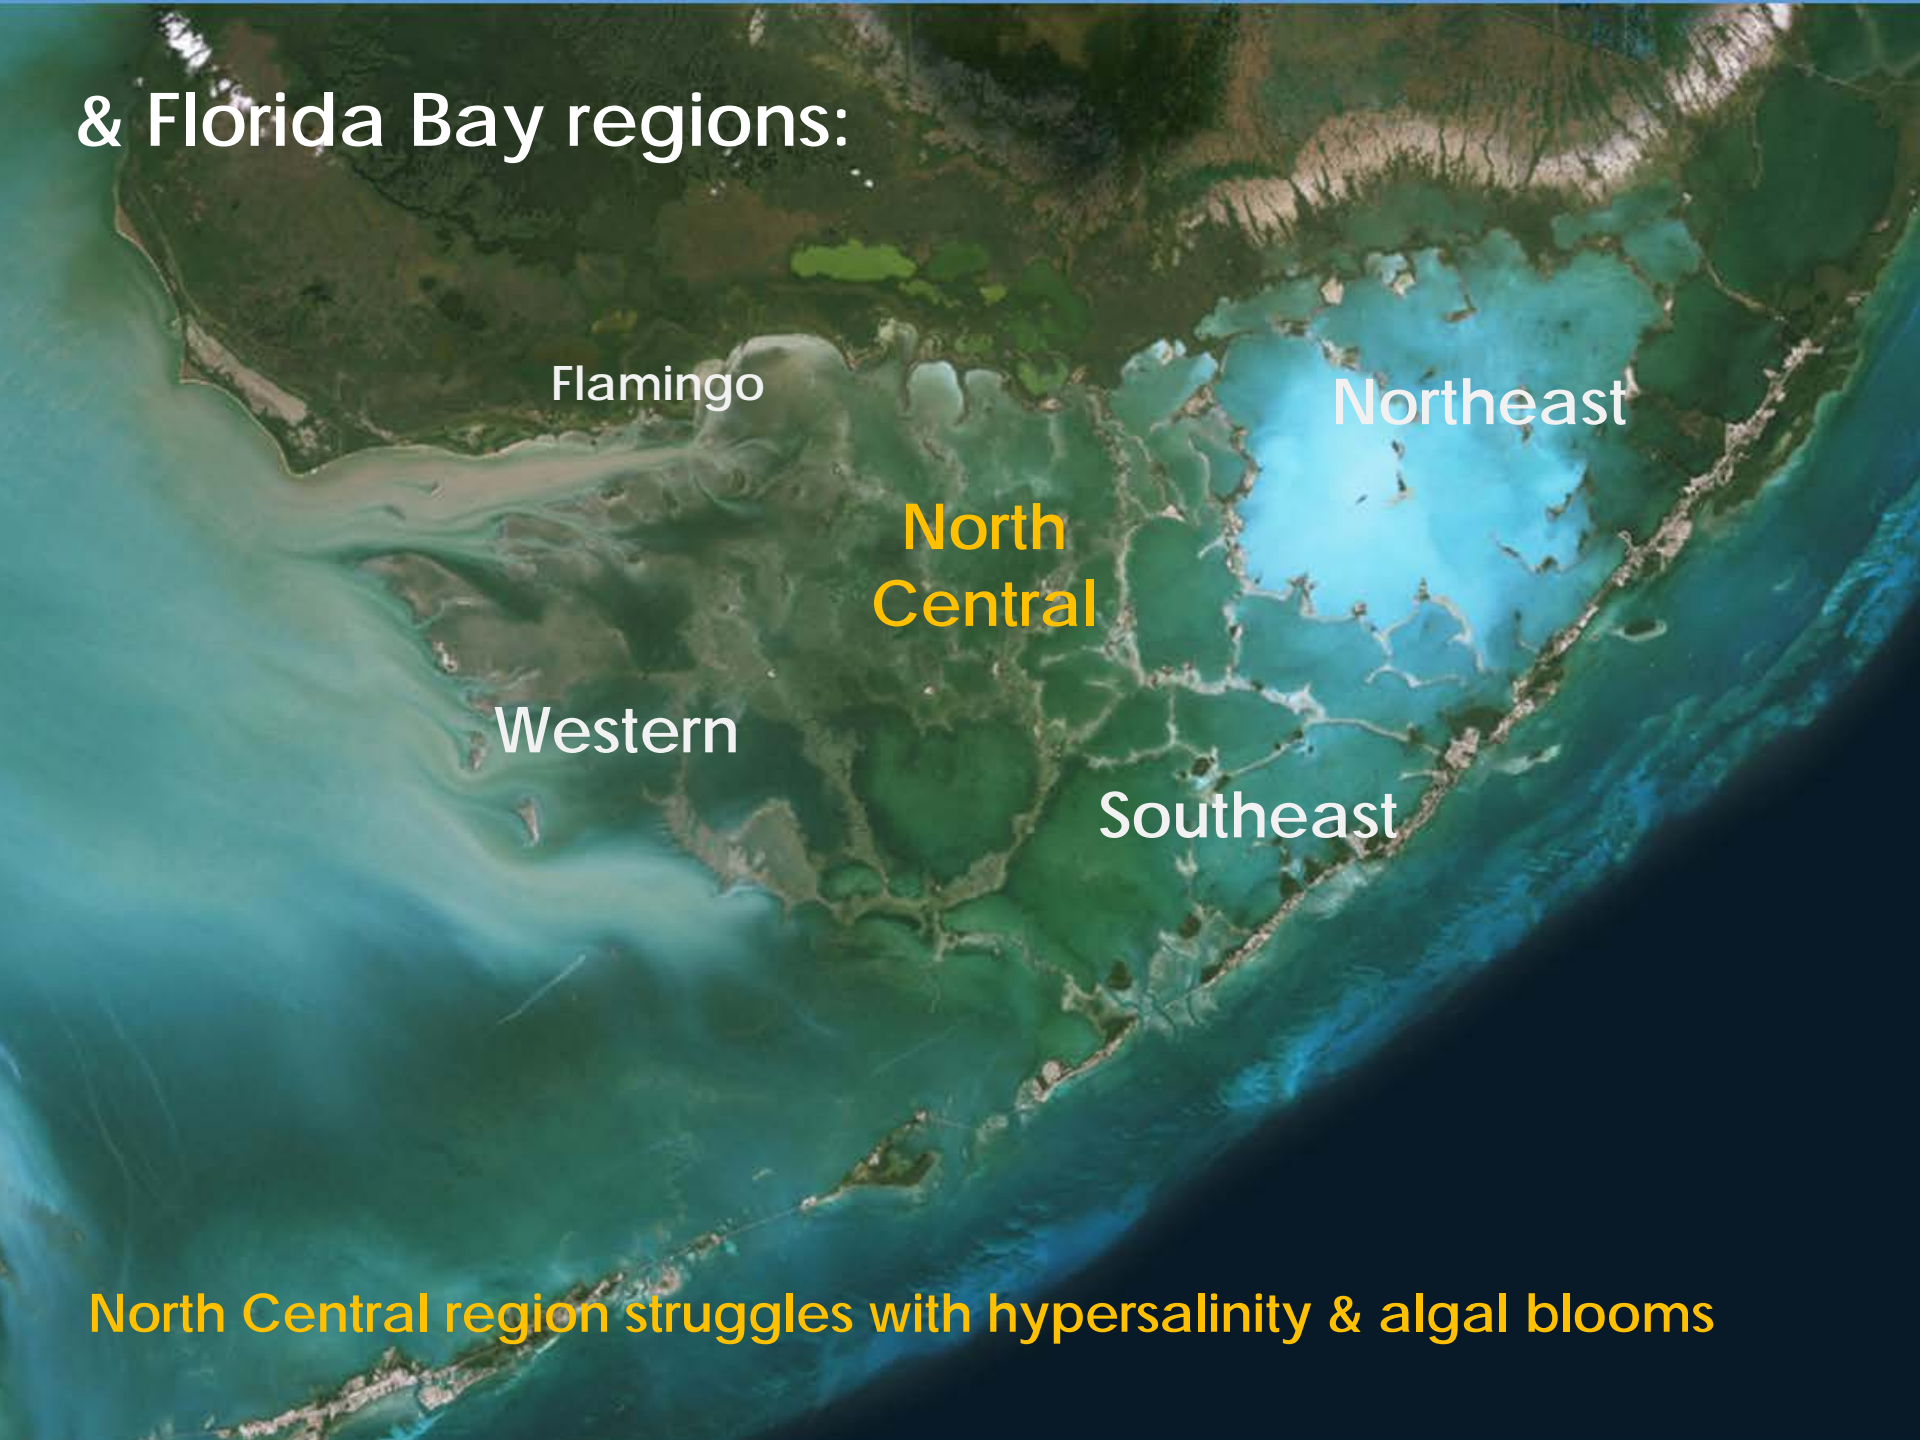 & Florida Bay regions:
Flamingo
Northeast
North
Central
Western
Southeast
North Central region struggles with hypersalinity & algal blooms